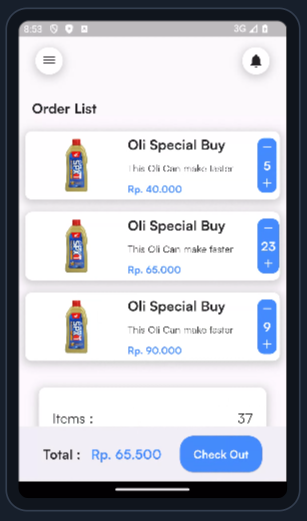 8:53
3G
Order List
Oli Special Buy
This Oli Can make faster
Rp. 40.000
5
Oli Special Buy
This Oli Can make faster
Rp. 65.000
23
Oli Special Buy
This Oli Can make faster
Rp. 90.000
9
Items : 37
Total : Rp. 65.500 Check Out